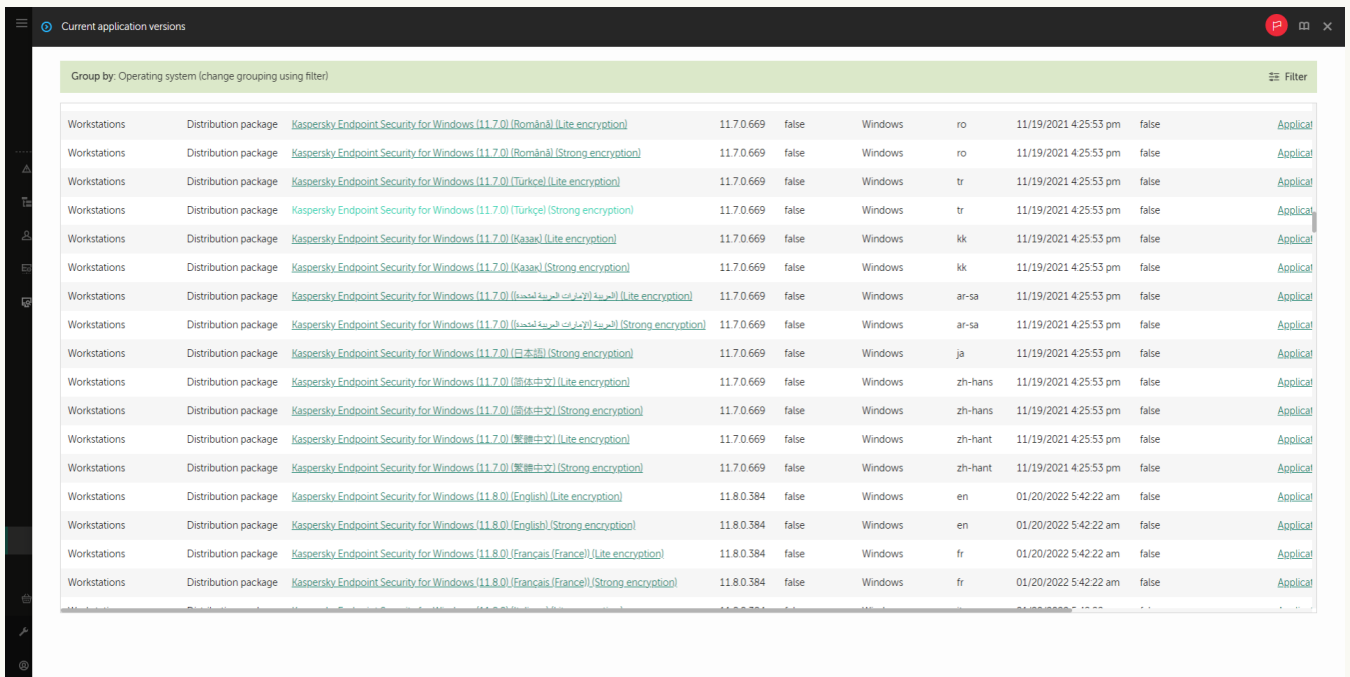 Current application versions
Group by: Operating system (change grouping using filter)
Filter
Workstations Distribution package Kaspersky Endpoint Security for Windows (11.7.0) (Română) (Lite encryption) 11.7.0.669 false Windows ro 11/19/2021 4:25:53 pm false Applicat
Workstations Distribution package Kaspersky Endpoint Security for Windows (11.7.0) (Română) (Strong encryption) 11.7.0.669 false Windows ro 11/19/2021 4:25:53 pm false Applicat
Workstations Distribution package Kaspersky Endpoint Security for Windows (11.7.0) (Türkçe) (Lite encryption) 11.7.0.669 false Windows tr 11/19/2021 4:25:53 pm false Applicat
Workstations Distribution package Kaspersky Endpoint Security for Windows (11.7.0) (Türkçe) (Strong encryption) 11.7.0.669 false Windows tr 11/19/2021 4:25:53 pm false Applicat
Workstations Distribution package Kaspersky Endpoint Security for Windows (11.7.0) (Қазақ) (Lite encryption) 11.7.0.669 false Windows kk 11/19/2021 4:25:53 pm false Applicat
Workstations Distribution package Kaspersky Endpoint Security for Windows (11.7.0) (Қазақ) (Strong encryption) 11.7.0.669 false Windows kk 11/19/2021 4:25:53 pm false Applicat
Workstations Distribution package Kaspersky Endpoint Security for Windows (11.7.0) (العربية (الإمارات العربية)) (Lite encryption) 11.7.0.669 false Windows ar-sa 11/19/2021 4:25:53 pm false Applicat
Workstations Distribution package Kaspersky Endpoint Security for Windows (11.7.0) (العربية (الإمارات العربية)) (Strong encryption) 11.7.0.669 false Windows ar-sa 11/19/2021 4:25:53 pm false Applicat
Workstations Distribution package Kaspersky Endpoint Security for Windows (11.7.0) (日本語) (Strong encryption) 11.7.0.669 false Windows ja 11/19/2021 4:25:53 pm false Applicat
Workstations Distribution package Kaspersky Endpoint Security for Windows (11.7.0) (简体中文) (Lite encryption) 11.7.0.669 false Windows zh-hans 11/19/2021 4:25:53 pm false Applicat
Workstations Distribution package Kaspersky Endpoint Security for Windows (11.7.0) (简体中文) (Strong encryption) 11.7.0.669 false Windows zh-hans 11/19/2021 4:25:53 pm false Applicat
Workstations Distribution package Kaspersky Endpoint Security for Windows (11.7.0) (繁體中文) (Lite encryption) 11.7.0.669 false Windows zh-hant 11/19/2021 4:25:53 pm false Applicat
Workstations Distribution package Kaspersky Endpoint Security for Windows (11.7.0) (繁體中文) (Strong encryption) 11.7.0.669 false Windows zh-hant 11/19/2021 4:25:53 pm false Applicat
Workstations Distribution package Kaspersky Endpoint Security for Windows (11.8.0) (English) (Lite encryption) 11.8.0.384 false Windows en 01/20/2022 5:42:22 am false Applicat
Workstations Distribution package Kaspersky Endpoint Security for Windows (11.8.0) (English) (Strong encryption) 11.8.0.384 false Windows en 01/20/2022 5:42:22 am false Applicat
Workstations Distribution package Kaspersky Endpoint Security for Windows (11.8.0) (Français (France)) (Lite encryption) 11.8.0.384 false Windows fr 01/20/2022 5:42:22 am false Applicat
Workstations Distribution package Kaspersky Endpoint Security for Windows (11.8.0) (Français (France)) (Strong encryption) 11.8.0.384 false Windows fr 01/20/2022 5:42:22 am false Applicat